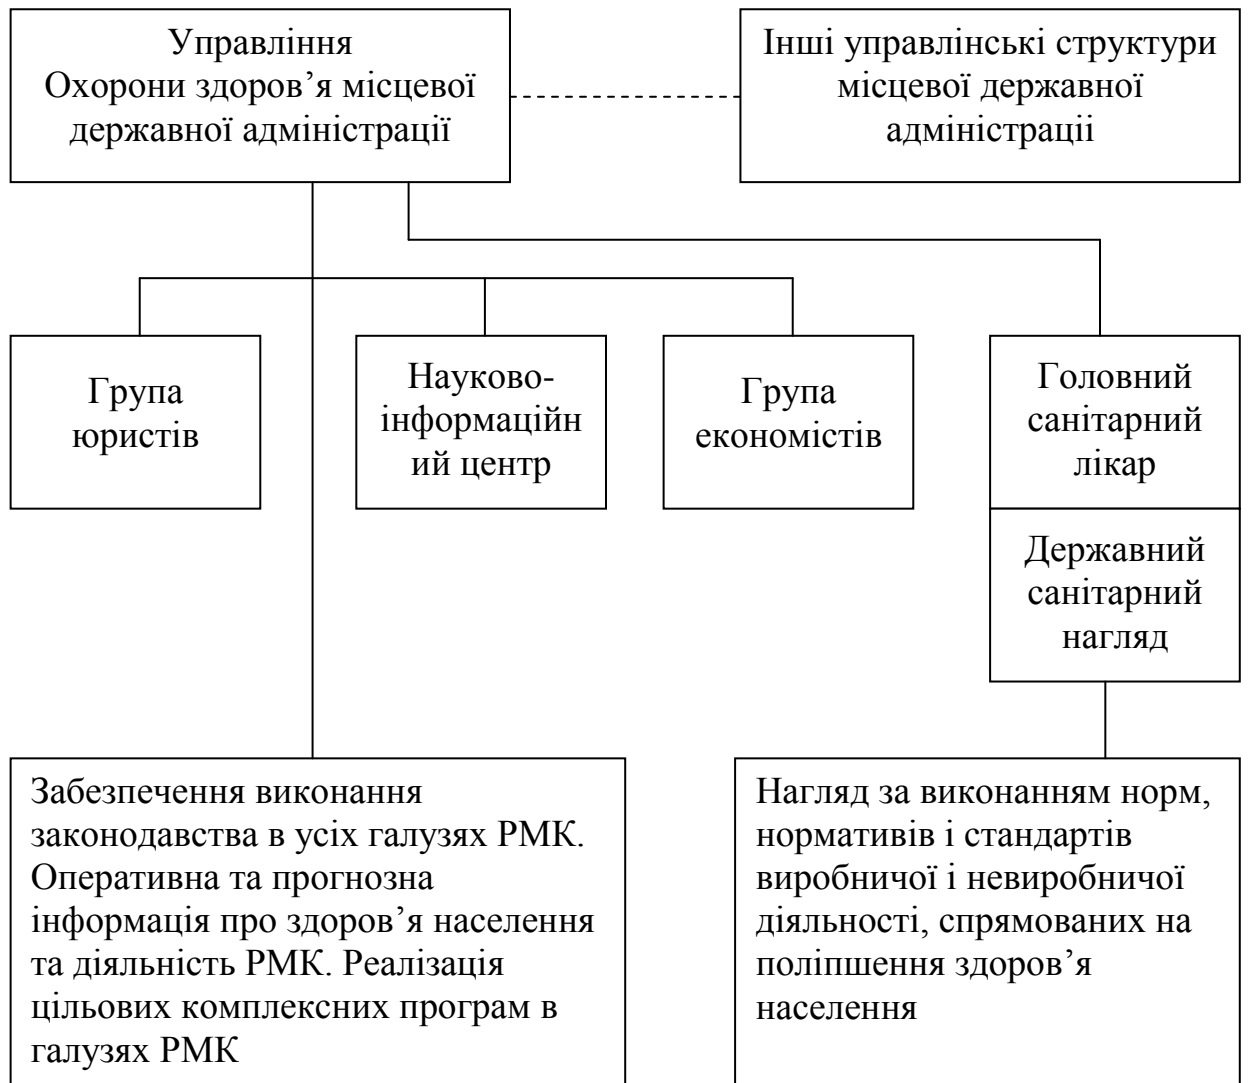 Управління
Охорони здоров’я місцевої
державної адміністрації
Інші управлінські структури
місцевої державної
адміністраціі
Група
юристів
Науково-
інформаційн
ий центр
Група
економістів
Головний
санітарний
лікар
Державний
санітарний
нагляд
Забезпечення виконання
законодавства в усіх галузях РМК.
Оперативна та прогнозна
інформація про здоров’я населення
та діяльність РМК. Реалізація
цільових комплексних програм в
галузях РМК
Нагляд за виконанням норм,
нормативів і стандартів
виробничої і невиробничої
діяльності, спрямованих на
поліпшення здоров’я
населення